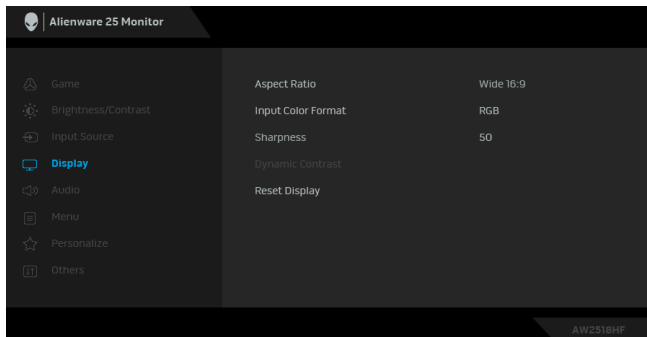 Alienware 25 Monitor
Game
Aspect Ratio Wide 16:9
Brightness/Contrast Input Color Format RGB
Input Source Sharpness 50
Display Dynamic Contrast
Audio Reset Display
Menu
Personalize
Others
AW2518HF